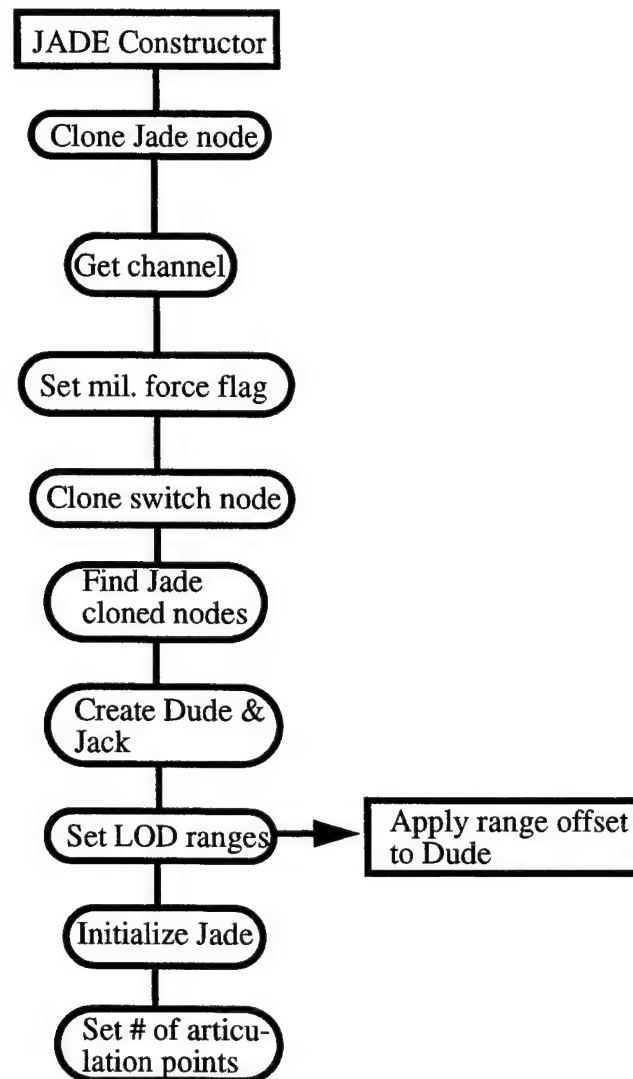 JADE Constructor
Clone Jade node
Get channel
Set mil. force flag
Clone switch node
Find Jade
cloned nodes
Create Dude &
Jack
Set LOD ranges
Apply range offset
to Dude
Initialize Jade
Set # of articu-
lation points